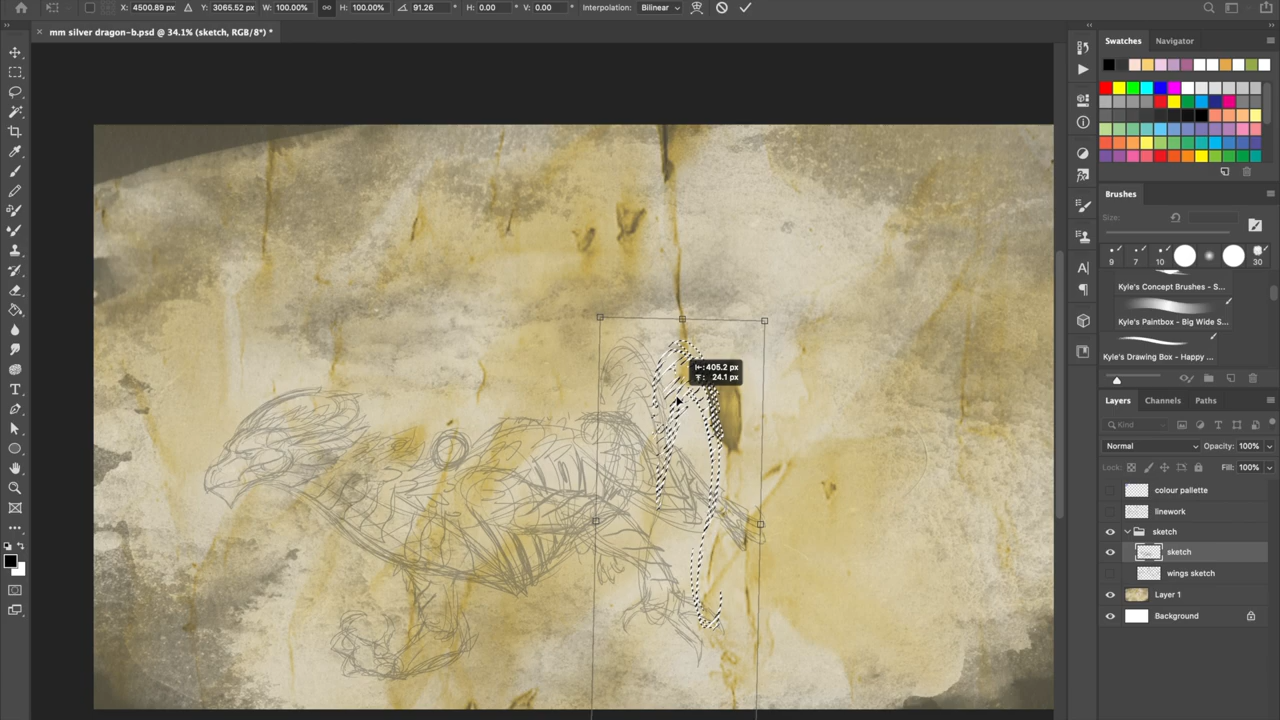 X: 4500.89 px Y: 3065.52 px W: 100.00% H: 100.00% 91.26 ° H: 0.00 ° V: 0.00 ° Interpolation: Bilinear
mm silver dragon-b.psd @ 34.1% (sketch, RGB/8*) *
Swatches Navigator
Brushes
Size:
9 7 10 30
Kyle's Concept Brushes - S...
Kyle's Paintbox - Big Wide S...
Kyle's Drawing Box - Happy ...
405.2 px
24.1 px
Layers Channels Paths
Kind
Normal Opacity: 100%
Lock: Fill: 100%
colour pallette
linework
sketch
sketch
wings sketch
Layer 1
Background